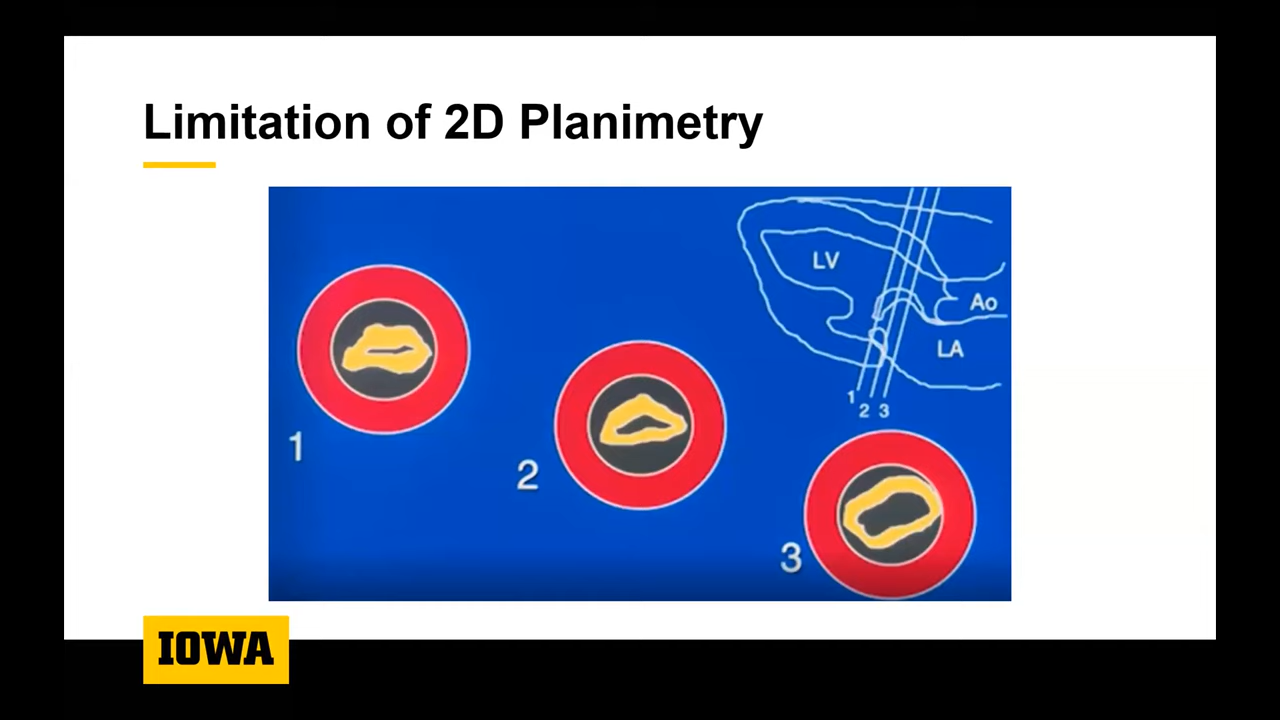 Limitation of 2D Planimetry
LV
Ao
LA
1
2 3
1
2
3
IOWA